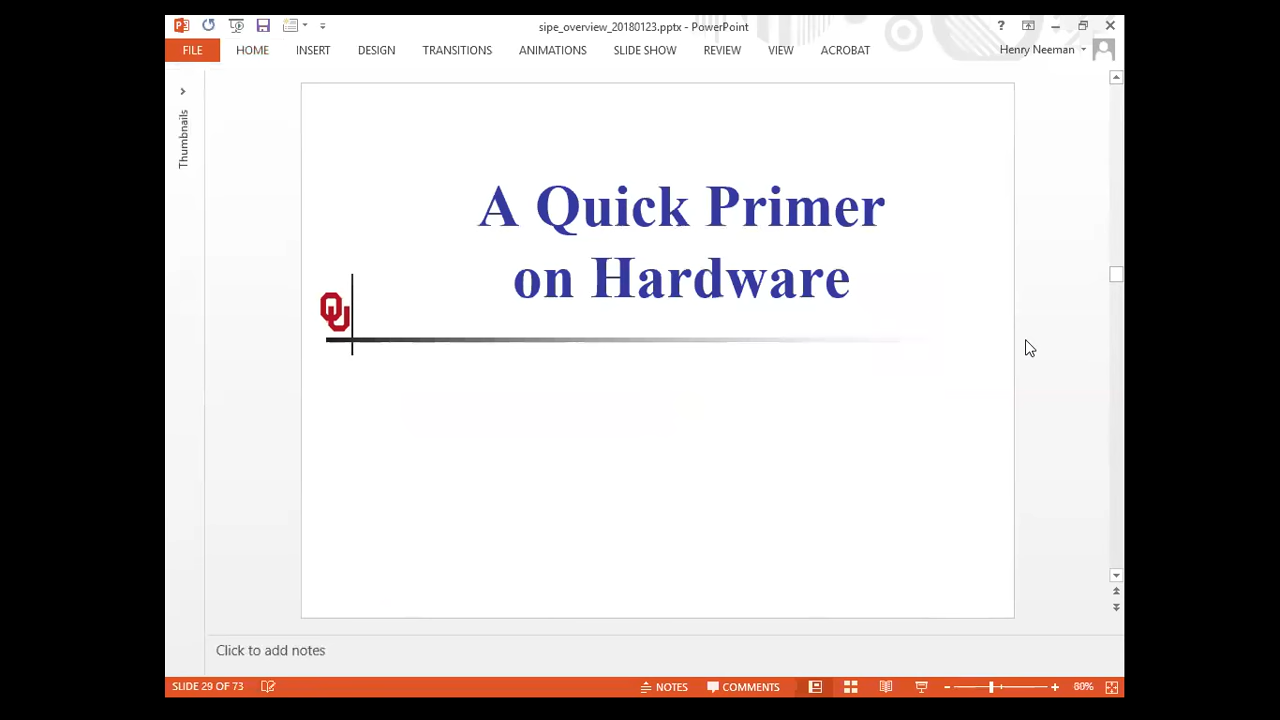 sipe_overview_20180123.pptx - PowerPoint
?
FILE HOME INSERT DESIGN TRANSITIONS ANIMATIONS SLIDE SHOW REVIEW VIEW ACROBAT Henry Neeman
Thumbnails
A Quick Primer
on Hardware
OU
Click to add notes
SLIDE 29 OF 73 NOTES COMMENTS 80%